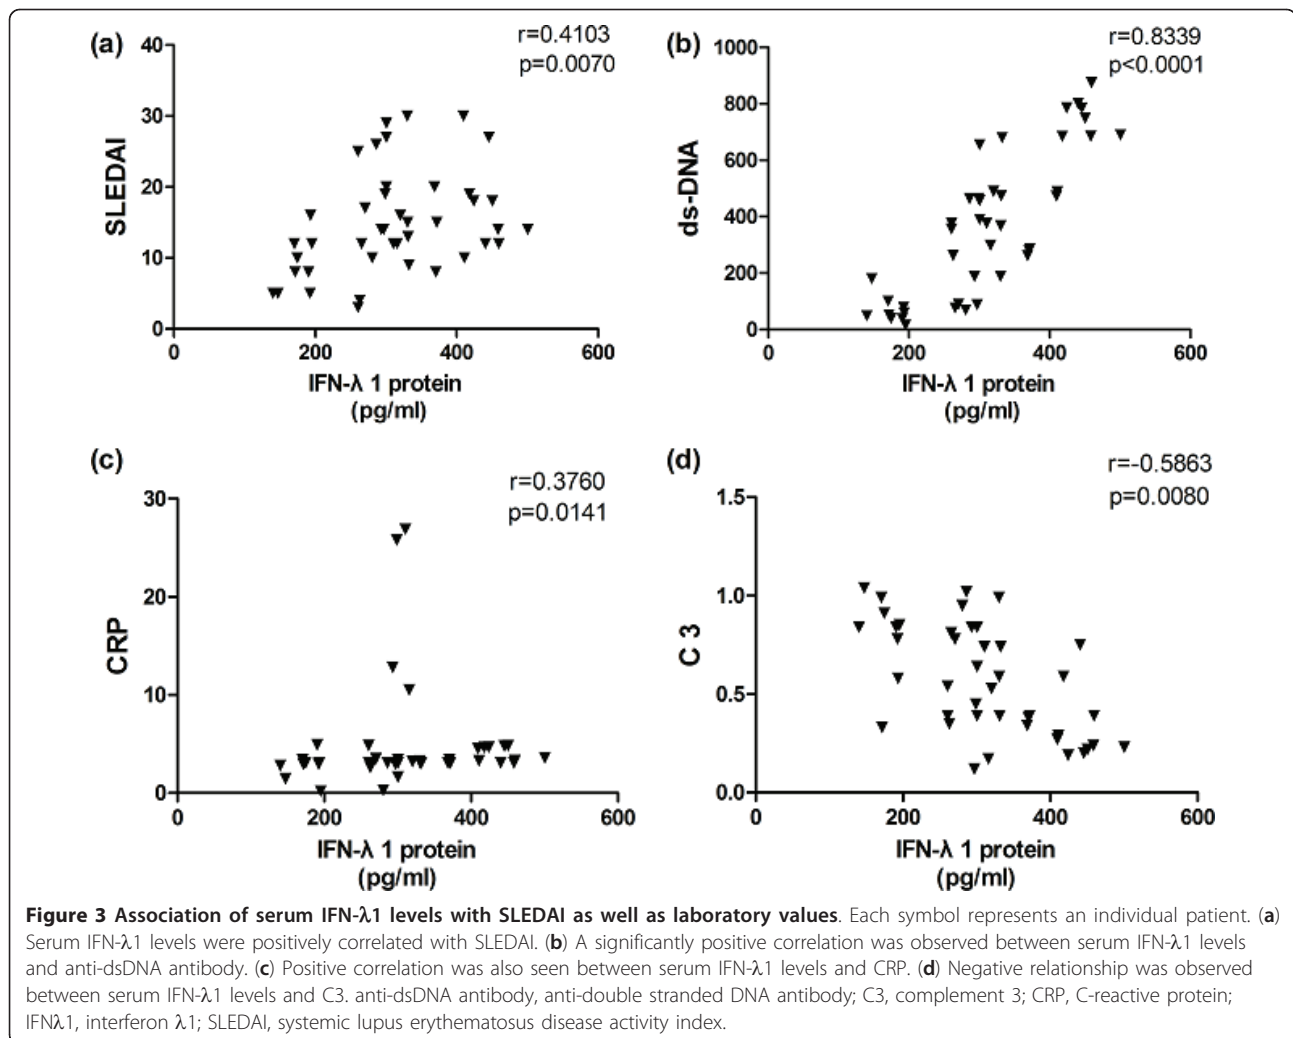 (a)
r=0.4103
p=0.0070
SLEDAI
40
30
20
10
0
0 200 400 600
IFN-λ 1 protein
(pg/ml)
(b)
r=0.8339
p<0.0001
ds-DNA
1000
800
600
400
200
0
0 200 400 600
IFN-λ 1 protein
(pg/ml)
(c)
r=0.3760
p=0.0141
CRP
30
20
10
0
0 200 400 600
IFN-λ 1 protein
(pg/ml)
(d)
r=-0.5863
p=0.0080
C 3
1.5
1.0
0.5
0.0
0 200 400 600
IFN-λ 1 protein
(pg/ml)
Figure 3 Association of serum IFN-λ1 levels with SLEDAI as well as laboratory values. Each symbol represents an individual patient. (a)
Serum IFN-λ1 levels were positively correlated with SLEDAI. (b) A significantly positive correlation was observed between serum IFN-λ1 levels
and anti-dsDNA antibody. (c) Positive correlation was also seen between serum IFN-λ1 levels and CRP. (d) Negative relationship was observed
between serum IFN-λ1 levels and C3. anti-dsDNA antibody, anti-double stranded DNA antibody; C3, complement 3; CRP, C-reactive protein;
IFNλ1, interferon λ1; SLEDAI, systemic lupus erythematosus disease activity index.